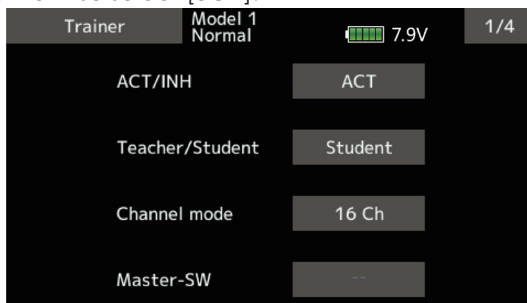 Trainer
Model 1
Normal
7.9V
1/4
ACT/INH
ACT
Teacher/Student
Student
Channel mode
16 Ch
Master-SW
--